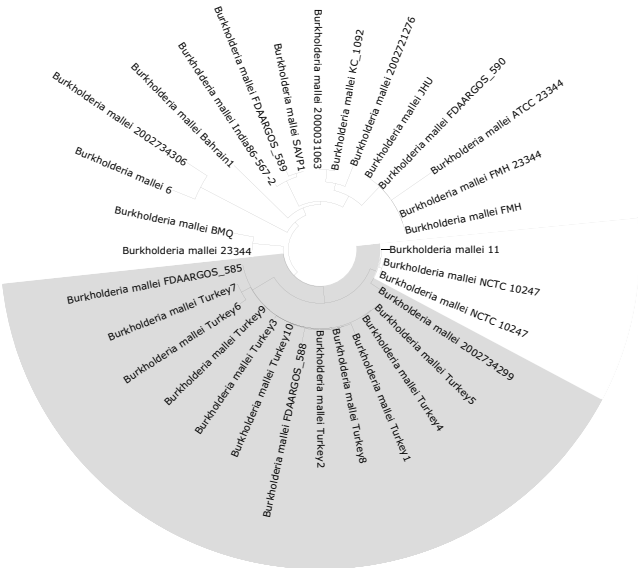 Burkholderia mallei 23344
Burkholderia mallei BMQ
Burkholderia mallei 6
Burkholderia mallei 2002734306
Burkholderia mallei Bahrain1
Burkholderia mallei India86-567-2
Burkholderia mallei FDAARGOS_589
Burkholderia mallei SAVP1
Burkholderia mallei 2000031063
Burkholderia mallei KC_1092
Burkholderia mallei 2002721276
Burkholderia mallei JHU
Burkholderia mallei FDAARGOS_590
Burkholderia mallei ATCC 23344
Burkholderia mallei FMH 23344
Burkholderia mallei FMH
Burkholderia mallei 11
Burkholderia mallei NCTC 10247
Burkholderia mallei NCTC 10247
Burkholderia mallei 2002734299
Burkholderia mallei Turkey5
Burkholderia mallei Turkey4
Burkholderia mallei Turkey1
Burkholderia mallei Turkey8
Burkholderia mallei Turkey2
Burkholderia mallei FDAARGOS_588
Burkholderia mallei Turkey10
Burkholderia mallei Turkey3
Burkholderia mallei Turkey9
Burkholderia mallei Turkey6
Burkholderia mallei Turkey7
Burkholderia mallei FDAARGOS_585